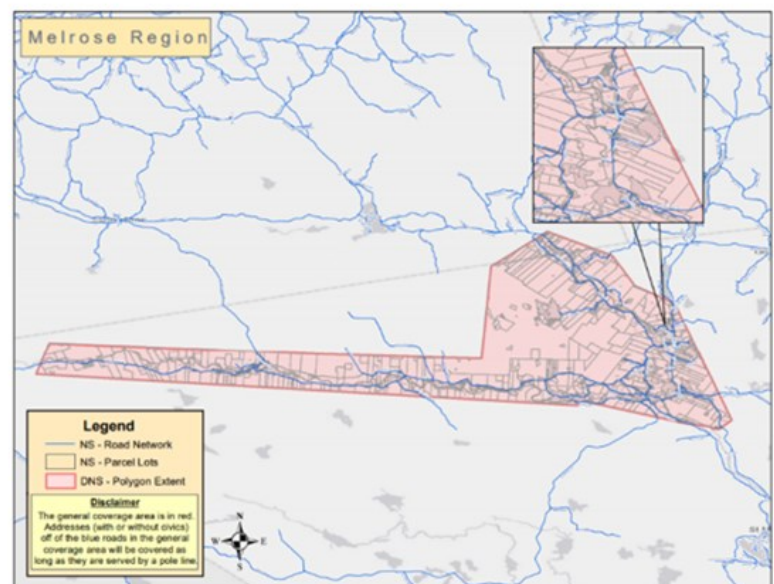 Melrose Region
Legend
NS - Road Network
NS - Parcel Lots
DNS - Polygon Extent
Disclaimer
The general coverage area is in red.
Addresses (with or without civics)
off of the blue roads in the general
coverage area will be covered as
long as they are served by a pole line.
N
W E
S